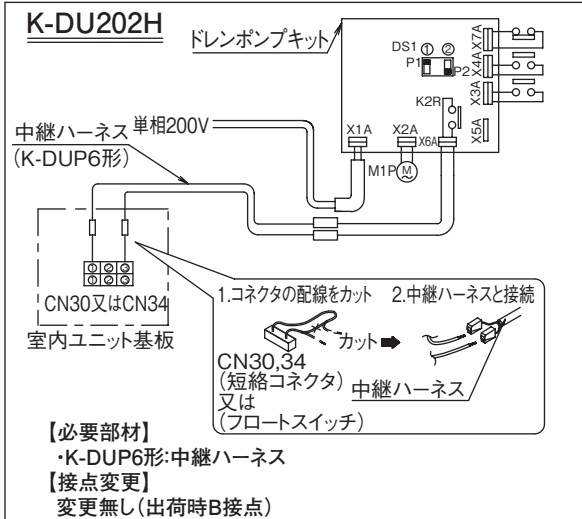 K-DU202H
ドレンポンプキット
DS1 ① ②
P1
P2
X7A
X4A
X3A
X5A
K2R
X1A X2A X6A
M1P M
単相200V
中継ハーネス
(K-DUP6形)
① ② ③
① ② ③
CN30又はCN34
室内ユニット基板
1.コネクタの配線をカット 2.中継ハーネスと接続
カット
CN30,34
(短絡コネクタ)
又は
(フロートスイッチ)
中継ハーネス
【必要部材】
・K-DUP6形:中継ハーネス
【接点変更】
変更無し(出荷時B接点)